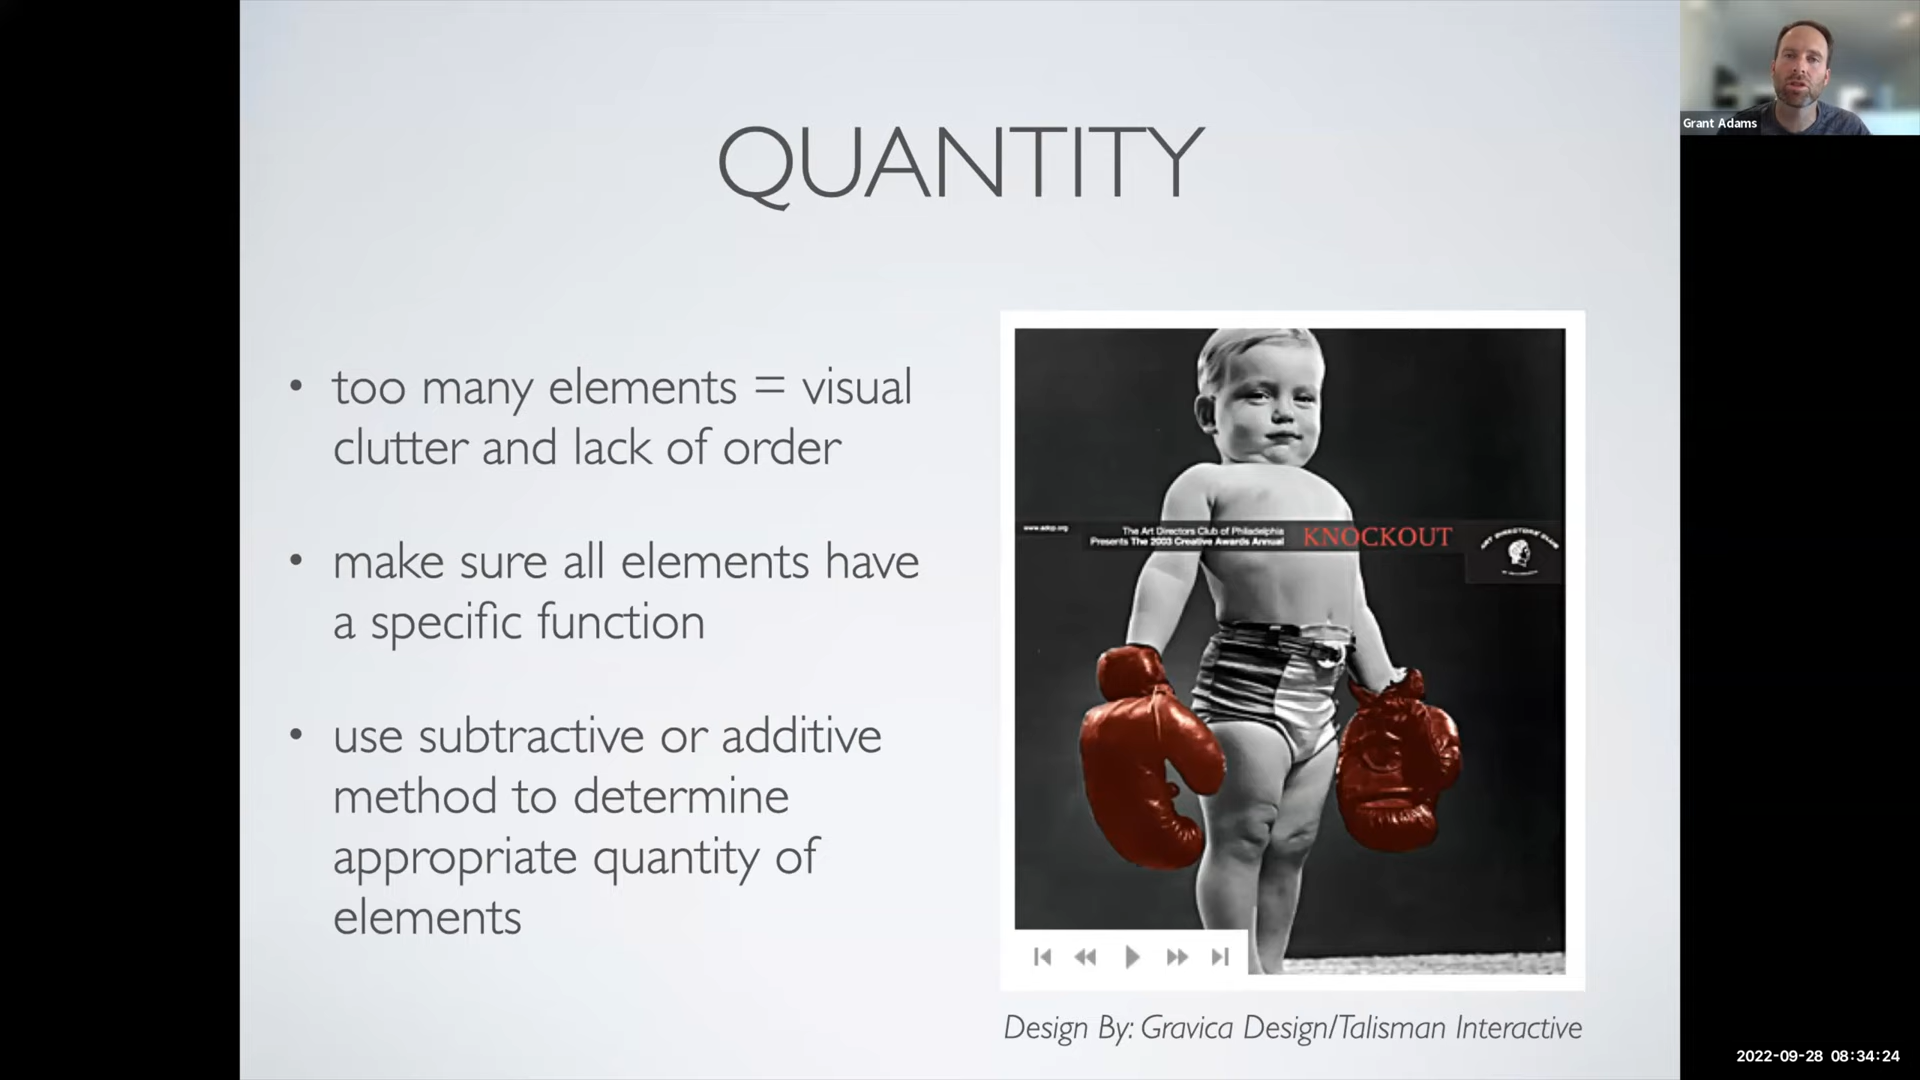 QUANTITY
Grant Adams
• too many elements = visual
clutter and lack of order
• make sure all elements have
a specific function
• use subtractive or additive
method to determine
appropriate quantity of
elements
www.adcp.org
The Art Directors Club of Philadelphia
Presents The 2003 Creative Awards Annual
KNOCKOUT
ART DIRECTORS CLUB
Design By: Gravica Design/Talisman Interactive
2022-09-28 08:34:24